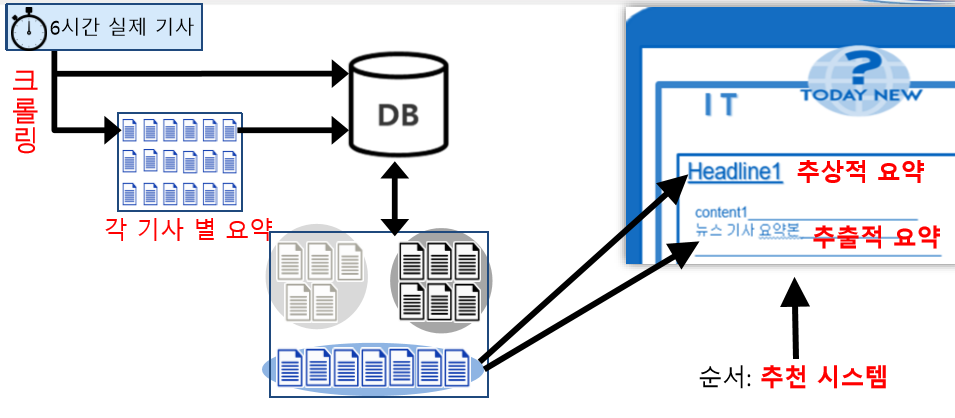 6시간 실제 기사
크롤링
각 기사 별 요약
DB
?
TODAY NEW
IT
Headline1 추상적 요약
content1
뉴스 기사 요약본 추출적 요약
순서: 추천 시스템